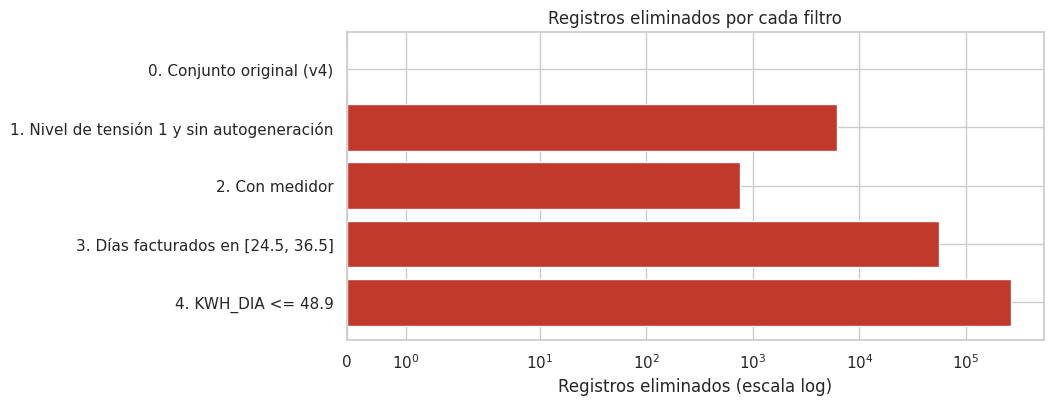 Registros eliminados por cada filtro
0. Conjunto original (v4)
1. Nivel de tensión 1 y sin autogeneración
2. Con medidor
3. Días facturados en [24.5, 36.5]
4. KWH_DIA <= 48.9
0 10⁰ 10¹ 10² 10³ 10⁴ 10⁵
Registros eliminados (escala log)